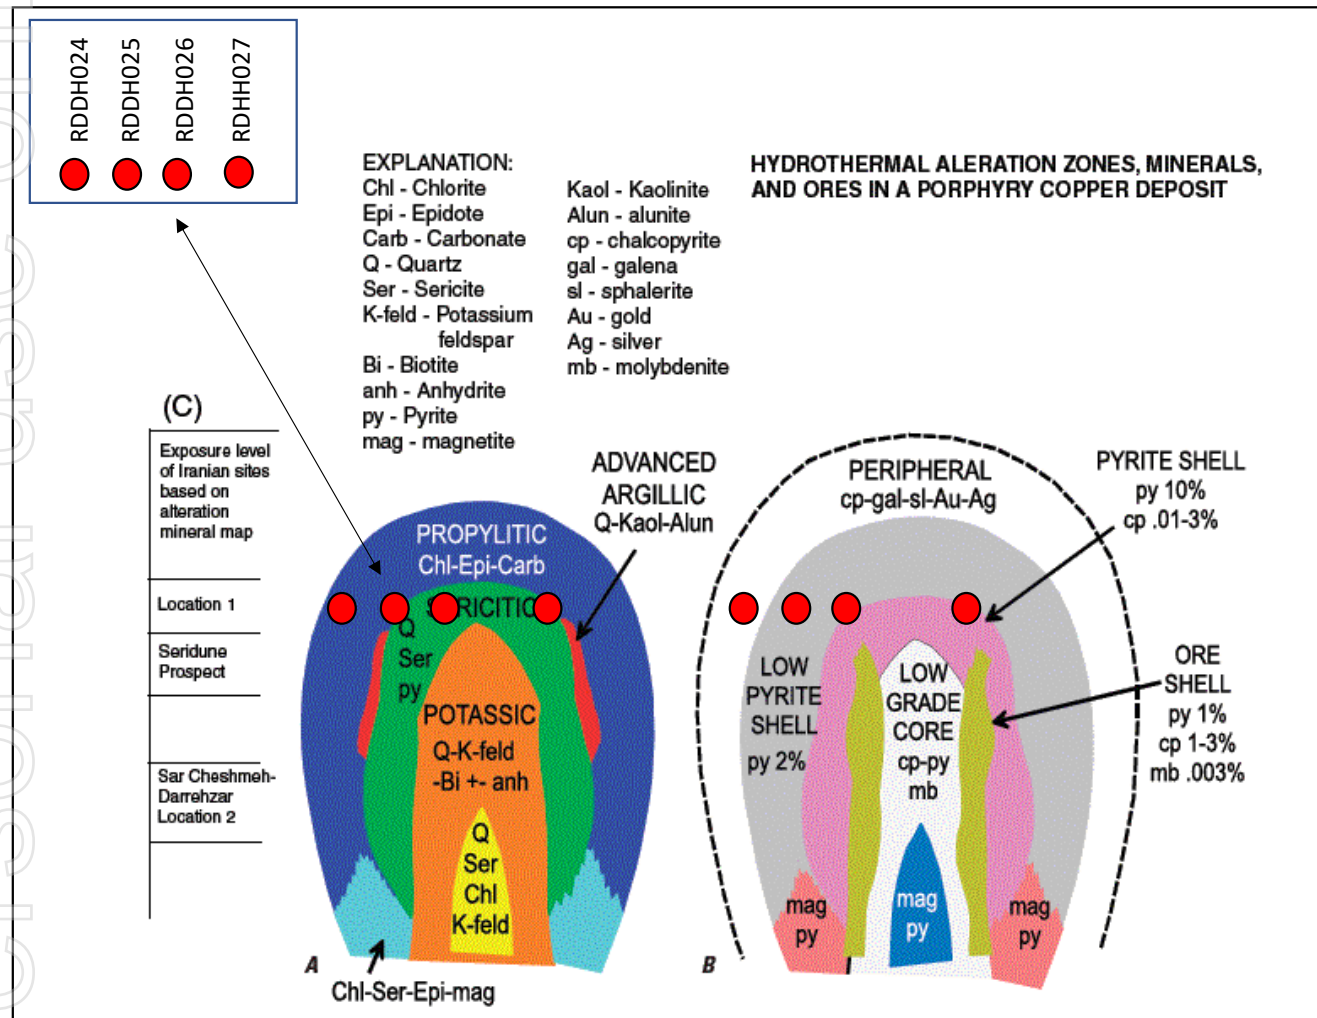 RDDH024
RDDH025
RDDH026
RDHH027
EXPLANATION:
Chl - Chlorite
Epi - Epidote
Carb - Carbonate
Q - Quartz
Ser - Sericite
K-feld - Potassium
feldspar
Bi - Biotite
anh - Anhydrite
py - Pyrite
mag - magnetite
Kaol - Kaolinite
Alun - alunite
cp - chalcopyrite
gal - galena
sl - sphalerite
Au - gold
Ag - silver
mb - molybdenite
HYDROTHERMAL ALERATION ZONES, MINERALS,
AND ORES IN A PORPHYRY COPPER DEPOSIT
(C)
Exposure level
of Iranian sites
based on
alteration
mineral map
Location 1
Seridune
Prospect
Sar Cheshmeh-
Darrehzar
Location 2
ADVANCED
ARGILLIC
Q-Kaol-Alun
PROPYLITIC
Chl-Epi-Carb
SERICITIC
Q
Ser
py
POTASSIC
Q-K-feld
-Bi +- anh
Q
Ser
Chl
K-feld
A
Chl-Ser-Epi-mag
PERIPHERAL
cp-gal-sl-Au-Ag
PYRITE SHELL
py 10%
cp .01-3%
LOW
PYRITE
SHELL
py 2%
LOW
GRADE
CORE
cp-py
mb
ORE
SHELL
py 1%
cp 1-3%
mb .003%
mag
py
mag
py
mag
py
B